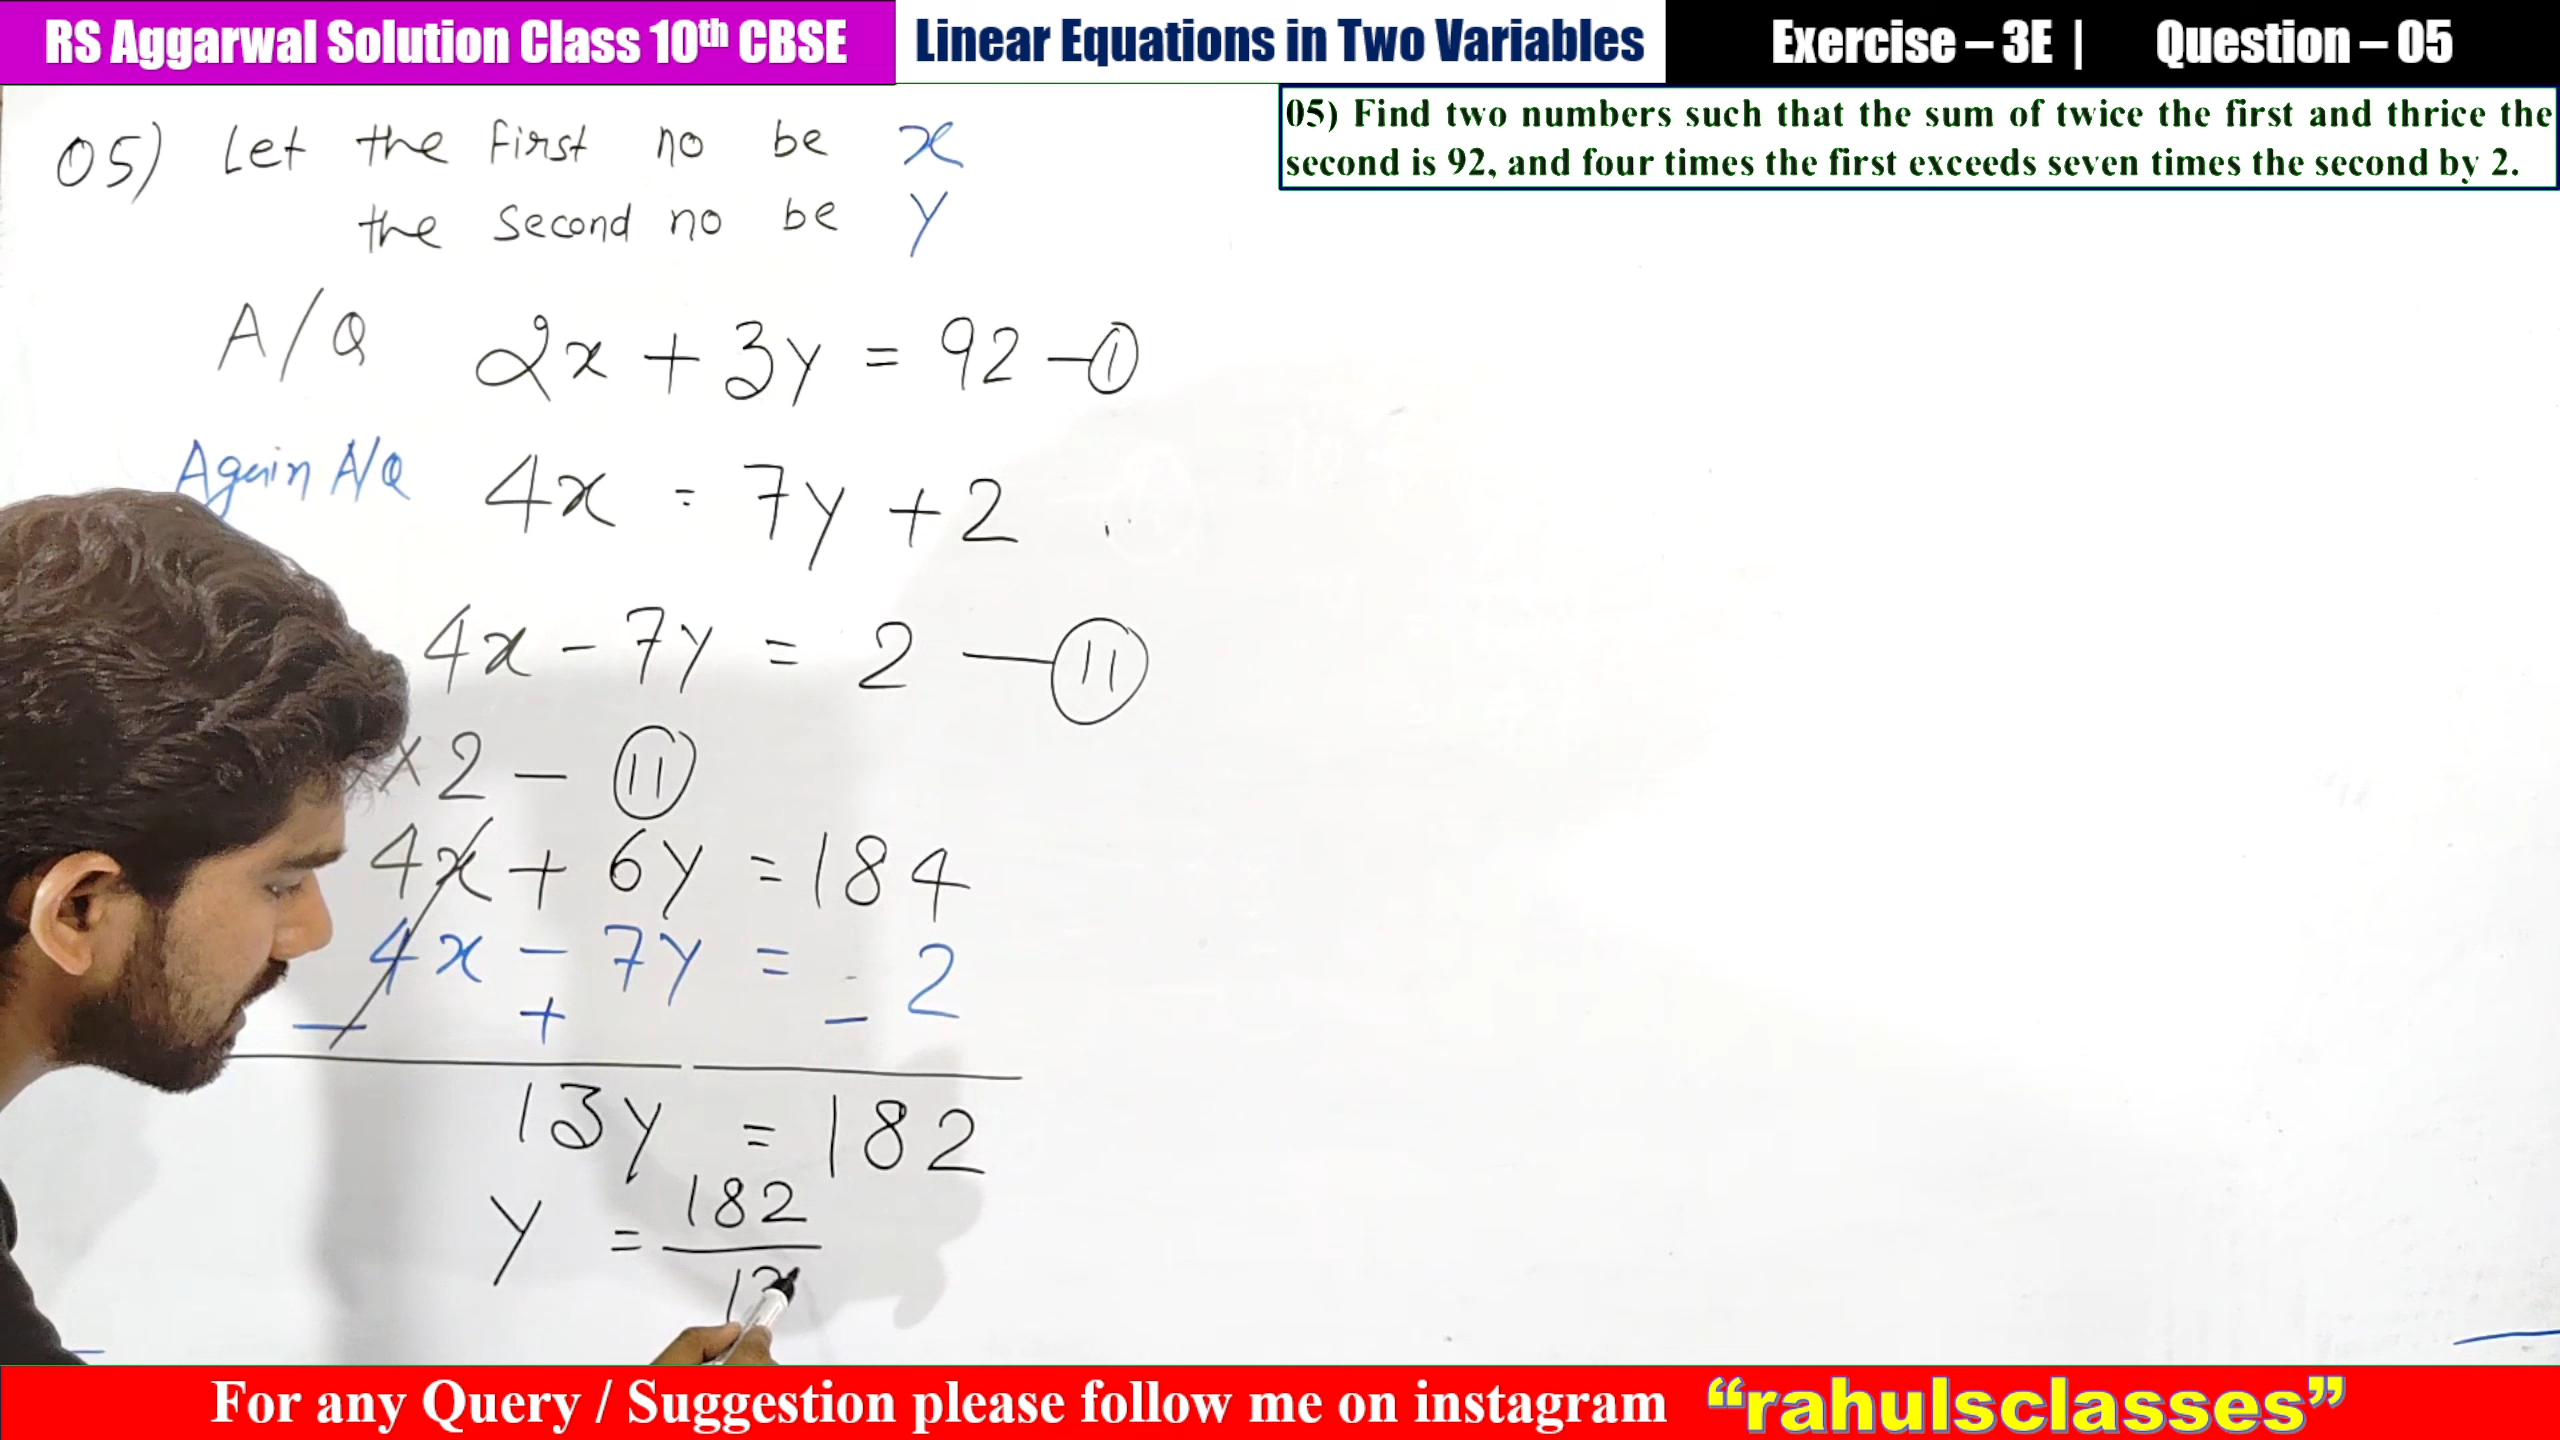 RS Aggarwal Solution Class 10th CBSE
Linear Equations in Two Variables
Exercise – 3E | Question – 05
05) Find two numbers such that the sum of twice the first and thrice the
second is 92, and four times the first exceeds seven times the second by 2.
05) Let the First no be x
the Second no be y
A/Q 2x + 3y = 92 —①
Again A/Q 4x = 7y + 2
4x - 7y = 2 — (11)
× 2 — (11)
4x + 6y = 184
4x - 7y = 2
— + —
13y = 182
y = 182
For any Query / Suggestion please follow me on instagram “rahulsclasses”